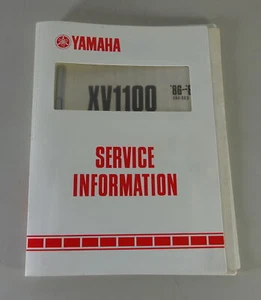 YAMAHA
XV1100
SERVICE
INFORMATION